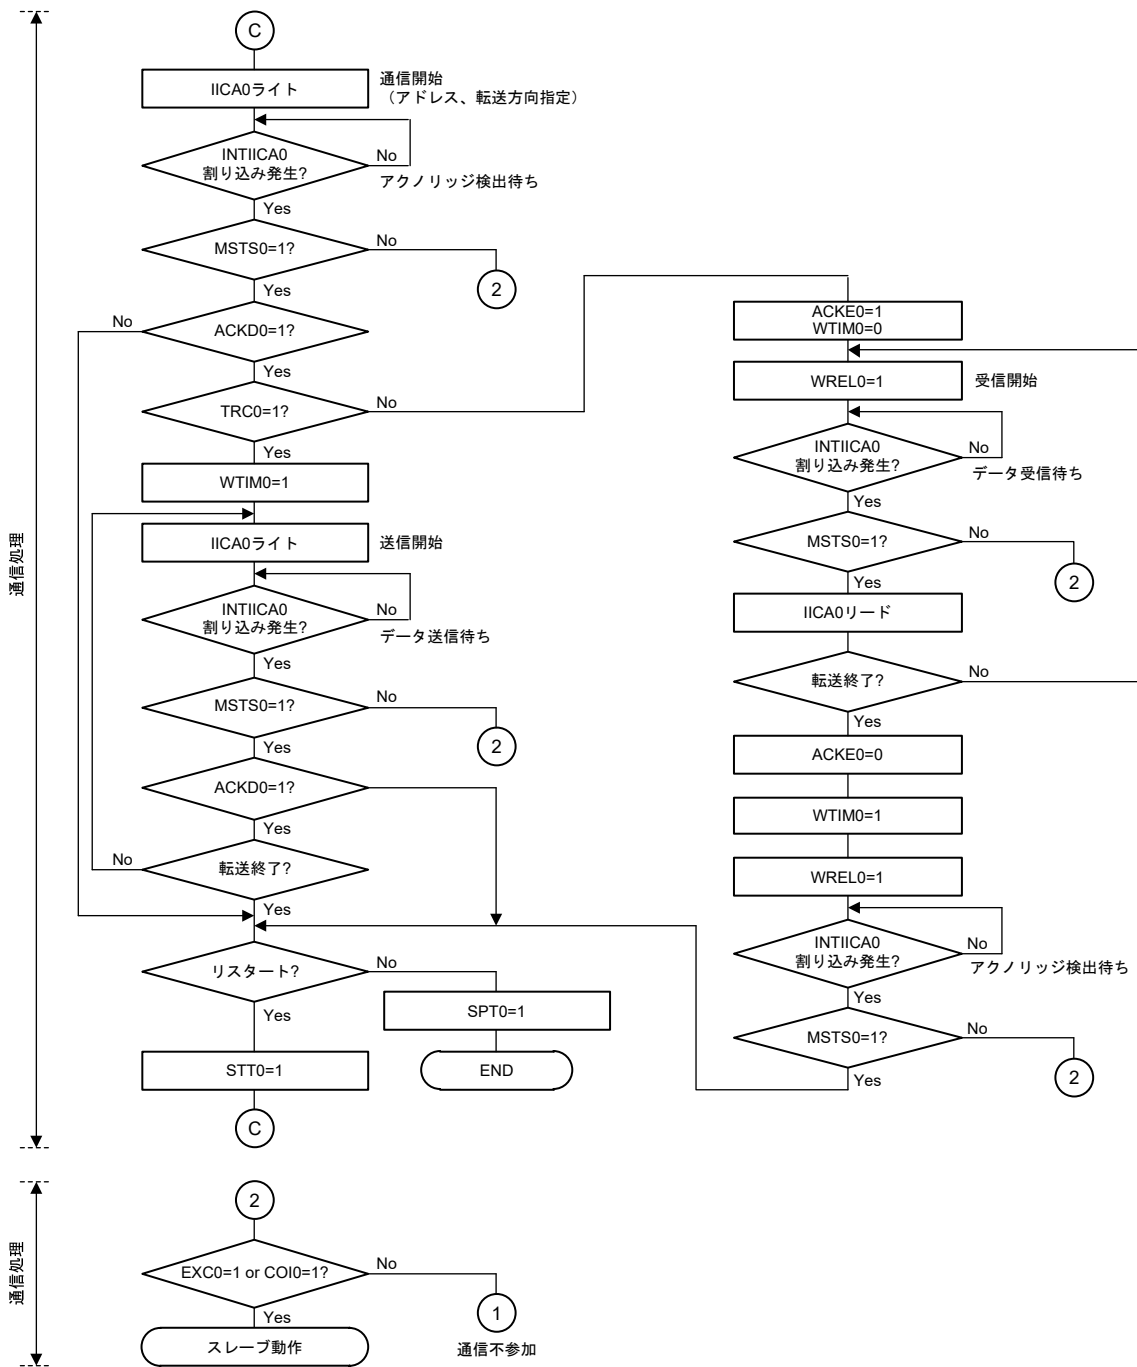 C
IICA0ライト
通信開始
（アドレス、転送方向指定）
INTIICA0
割り込み発生?
No
アクノリッジ検出待ち
Yes
MSTS0=1?
No
2
Yes
ACKD0=1?
No
Yes
TRC0=1?
No
Yes
WTIM0=1
IICA0ライト
送信開始
INTIICA0
割り込み発生?
No
データ送信待ち
Yes
MSTS0=1?
No
2
Yes
ACKD0=1?
Yes
転送終了?
No
Yes
リスタート?
No
SPT0=1
END
Yes
STT0=1
C
ACKE0=1
WTIM0=0
WREL0=1
受信開始
INTIICA0
割り込み発生?
No
データ受信待ち
Yes
MSTS0=1?
No
2
Yes
IICA0リード
転送終了?
No
Yes
ACKE0=0
WTIM0=1
WREL0=1
INTIICA0
割り込み発生?
No
アクノリッジ検出待ち
Yes
MSTS0=1?
No
2
Yes
通信処理
2
EXC0=1 or COI0=1?
No
1
通信不参加
Yes
スレーブ動作
通信処理